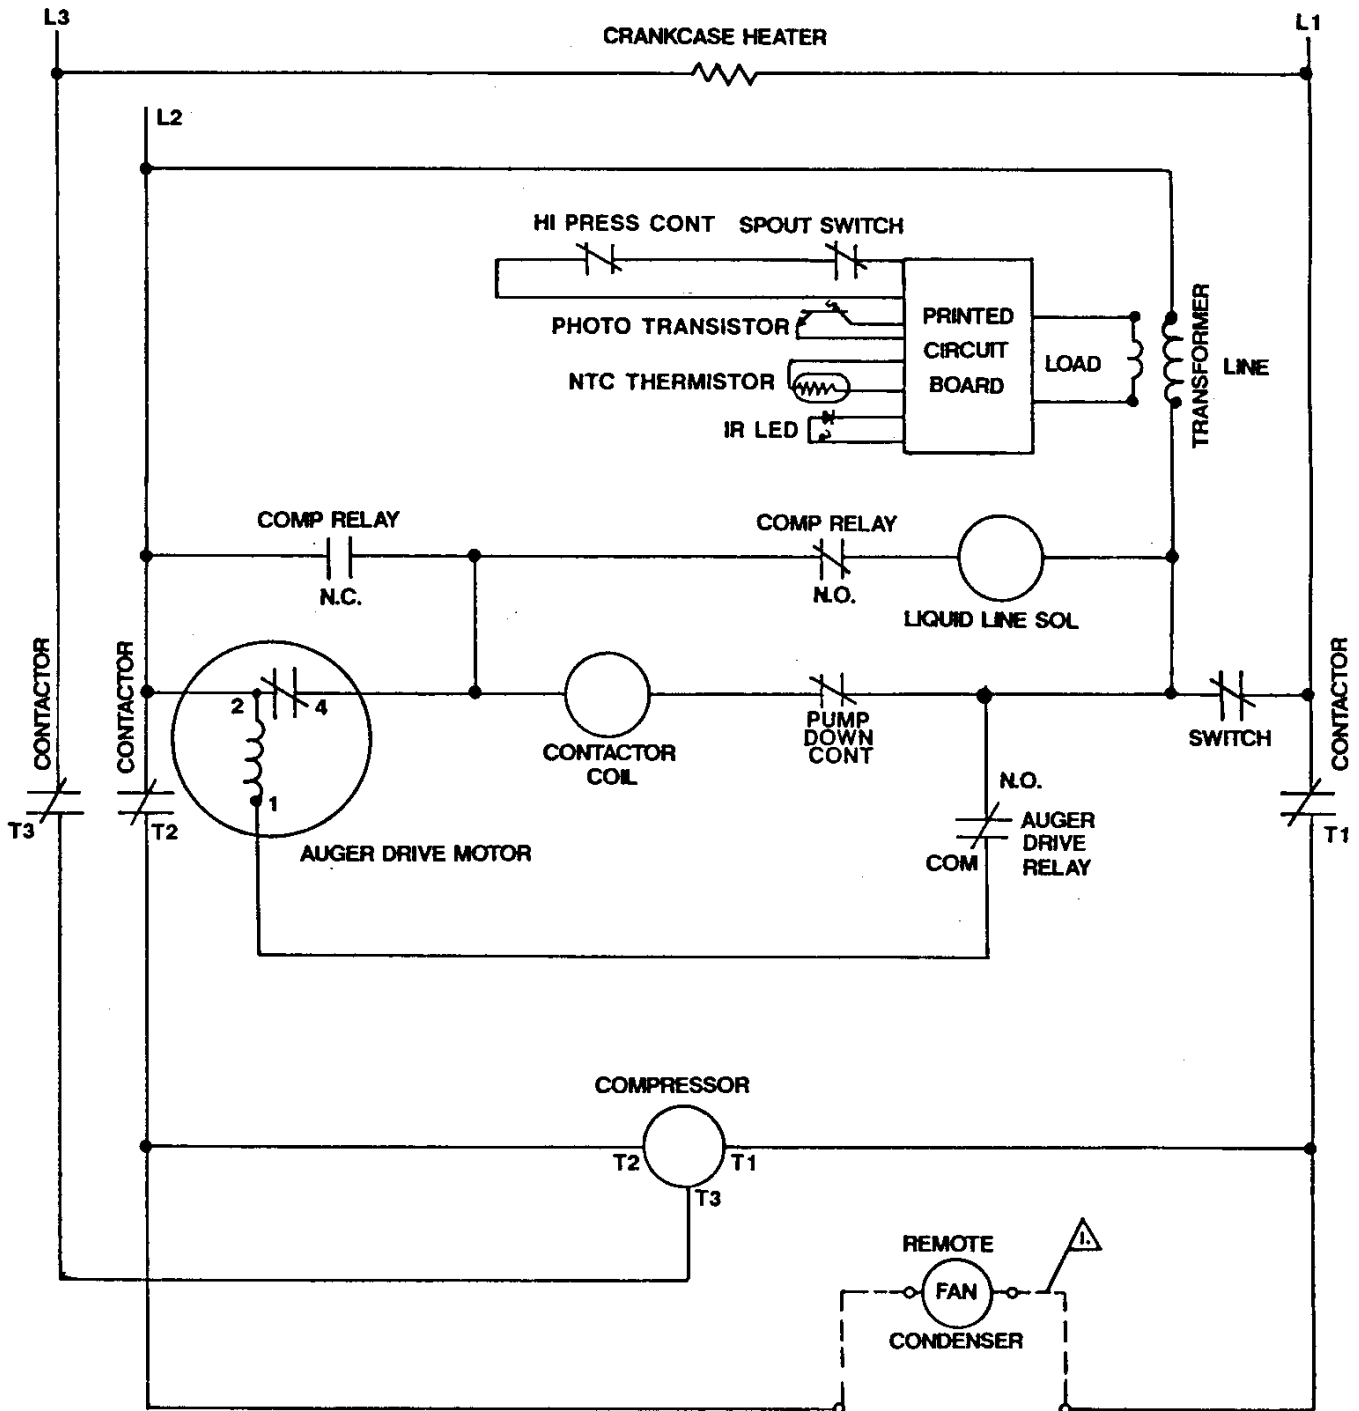 L3
L1
CRANKCASE HEATER
L2
HI PRESS CONT
SPOUT SWITCH
PHOTO TRANSISTOR
NTC THERMISTOR
IR LED
PRINTED
CIRCUIT
BOARD
LOAD
TRANSFORMER
LINE
COMP RELAY
N.C.
COMP RELAY
N.O.
LIQUID LINE SOL
CONTACTOR
CONTACTOR
2
4
1
AUGER DRIVE MOTOR
CONTACTOR
COIL
PUMP
DOWN
CONT
SWITCH
CONTACTOR
N.O.
AUGER
DRIVE
RELAY
COM
T3
T2
T1
COMPRESSOR
T2
T1
T3
REMOTE
FAN
CONDENSER
1.